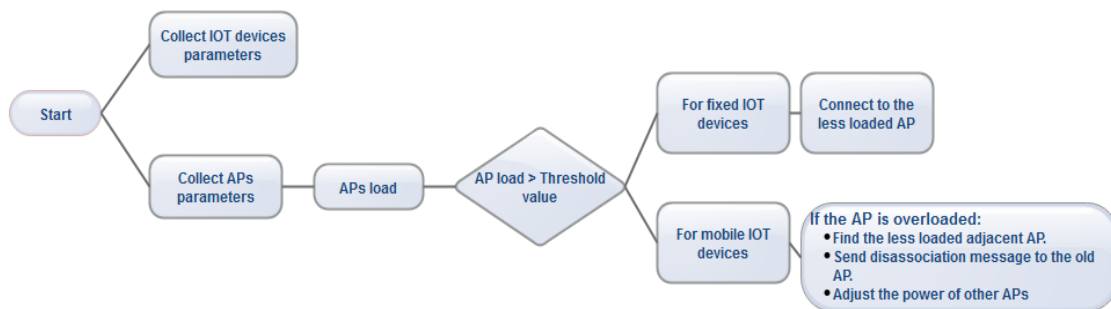 Collect IOT devices
parameters
Start
Collect APs
parameters
APs load
AP load > Threshold
value
For fixed IOT
devices
Connect to the
less loaded AP
For mobile IOT
devices
If the AP is overloaded:
• Find the less loaded adjacent AP.
• Send disassociation message to the old
AP.
• Adjust the power of other APs